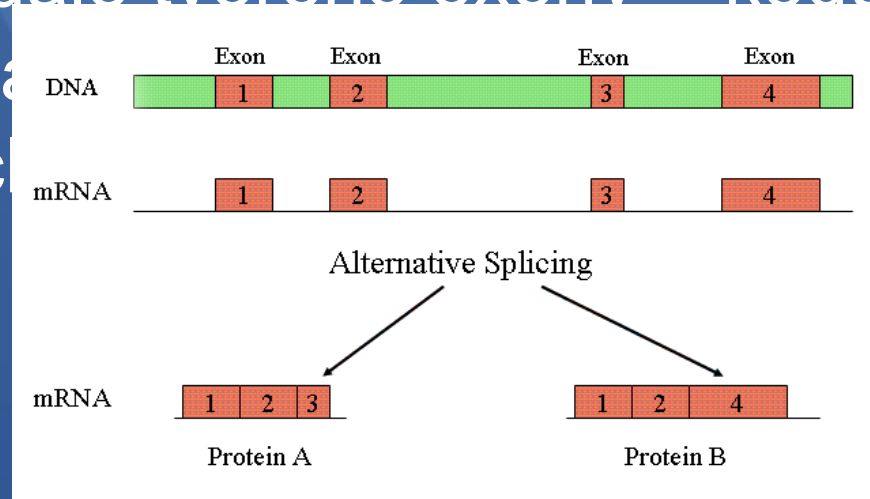 Exon Exon Exon Exon
DNA 1 2 3 4
mRNA 1 2 3 4
Alternative Splicing
mRNA 1 2 3 1 2 4
Protein A Protein B